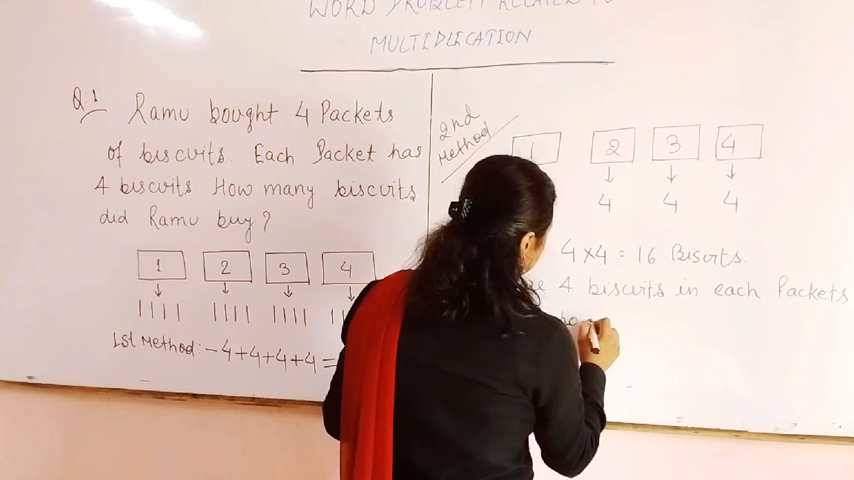 WORD PROBLEM RELATED TO
MULTIPLICATION
Q:1 Ramu bought 4 Packets
of biscuits. Each Packet has
4 biscuits. How many biscuits
did Ramu buy?
1 2 3 4
1st Method:- 4+4+4+4=
2nd
Method
1 2 3 4
4 4 4
4×4 = 16 Biscuits.
4 biscuits in each Packets